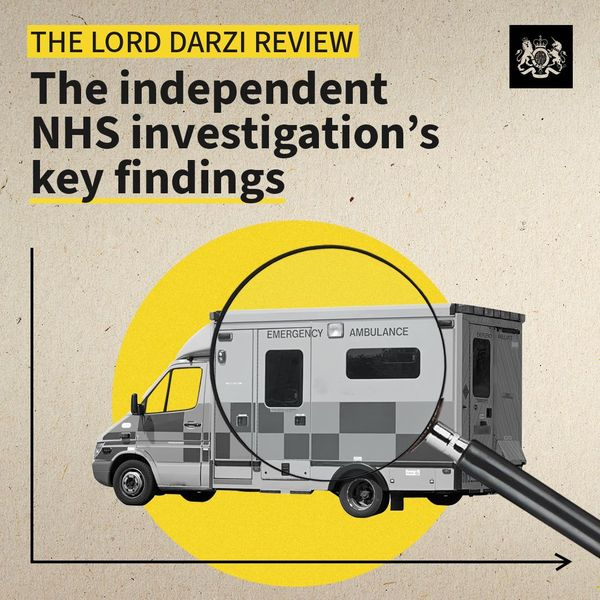 THE LORD DARZI REVIEW
The independent
NHS investigation’s
key findings
EMERGENCY AMBULANCE